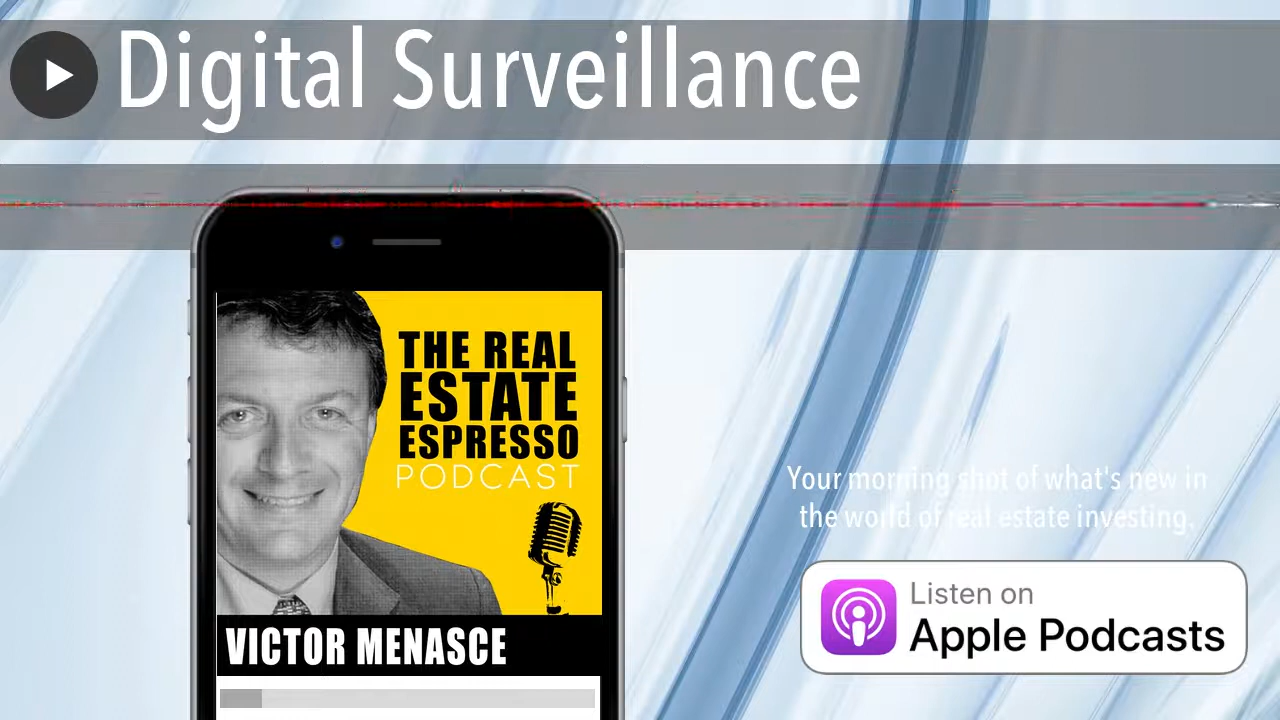 Digital Surveillance
THE REAL
ESTATE
ESPRESSO
PODCAST
VICTOR MENASCE
Your morning shot of what's new in
the world of real estate investing.
Listen on
Apple Podcasts